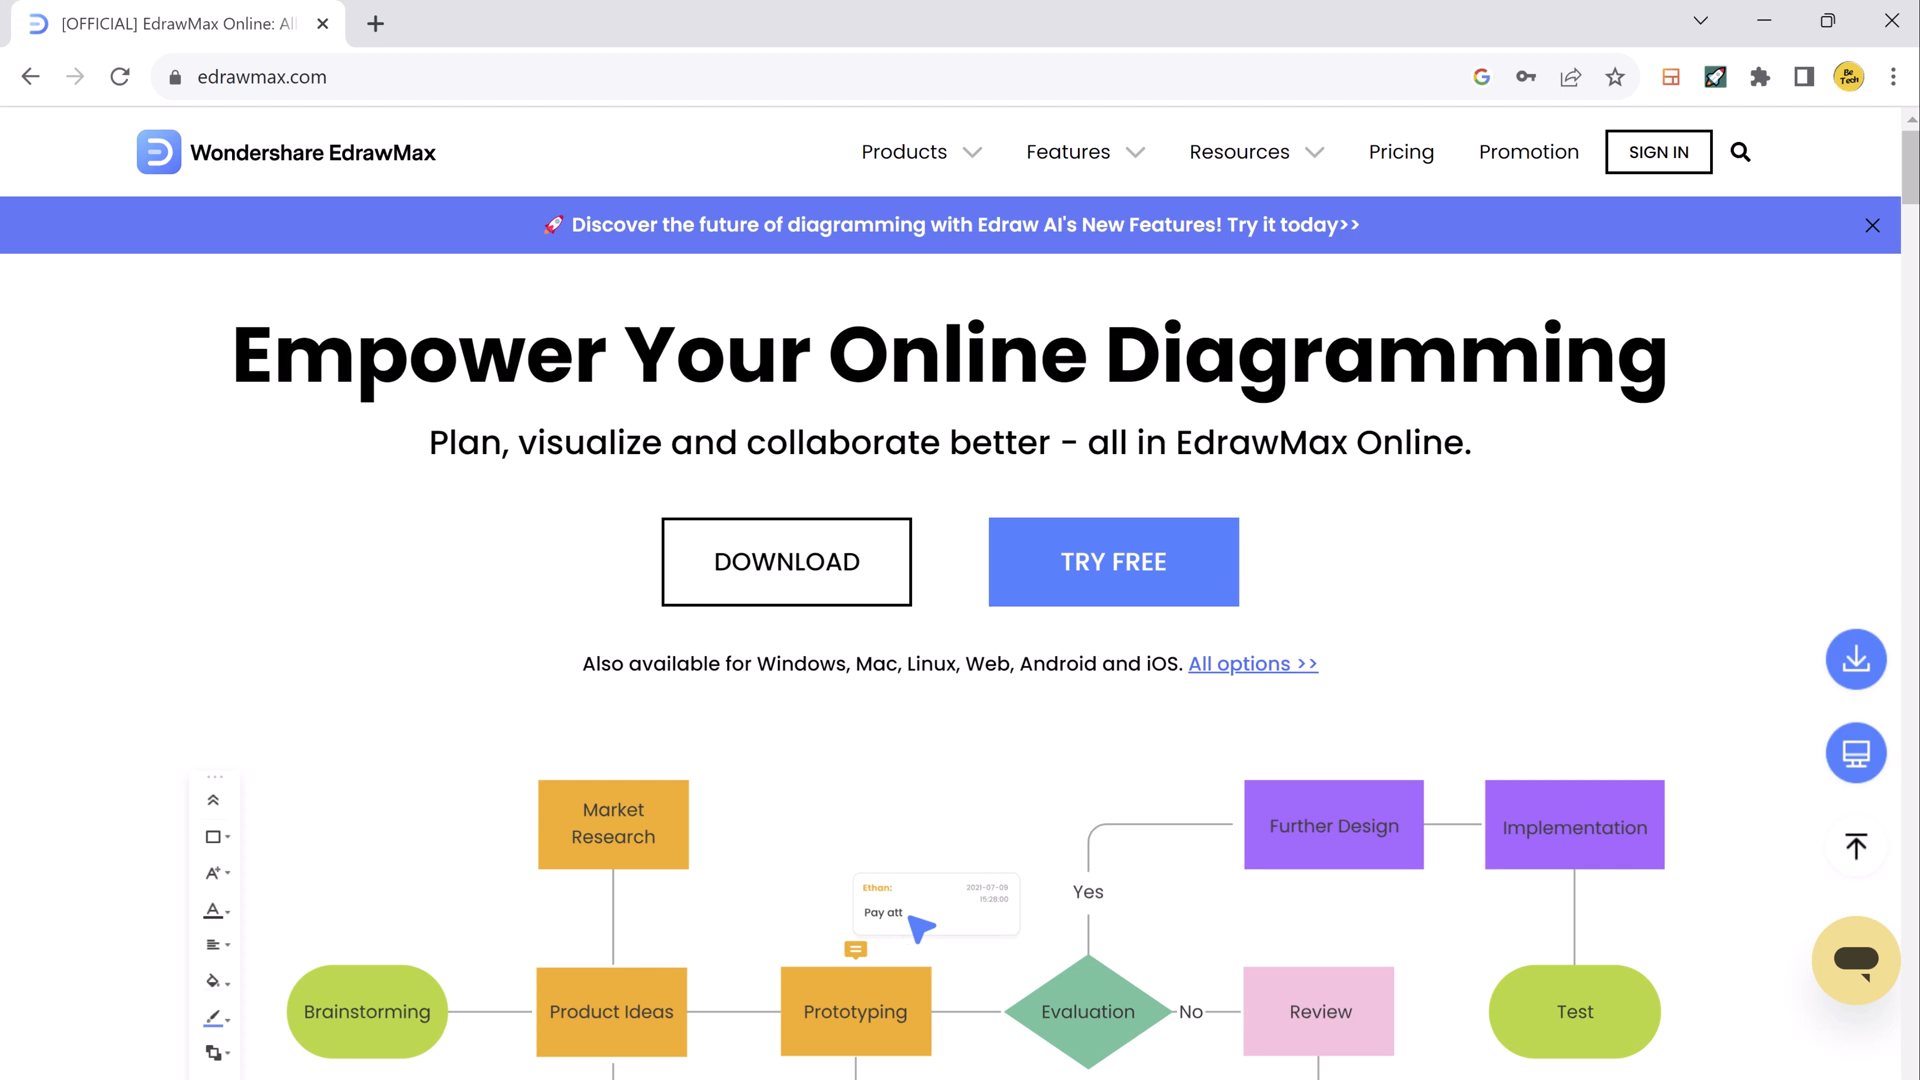 [OFFICIAL] EdrawMax Online: Al
edrawmax.com
Be
Tech
Wondershare EdrawMax
Products
Features
Resources
Pricing
Promotion
SIGN IN
🚀 Discover the future of diagramming with Edraw AI's New Features! Try it today>>
Empower Your Online Diagramming
Plan, visualize and collaborate better - all in EdrawMax Online.
DOWNLOAD
TRY FREE
Also available for Windows, Mac, Linux, Web, Android and iOS. All options >>
Market
Research
Further Design
Implementation
Ethan:
2021-07-09
15:28:00
Pay att
Yes
Brainstorming
Product Ideas
Prototyping
Evaluation
No
Review
Test